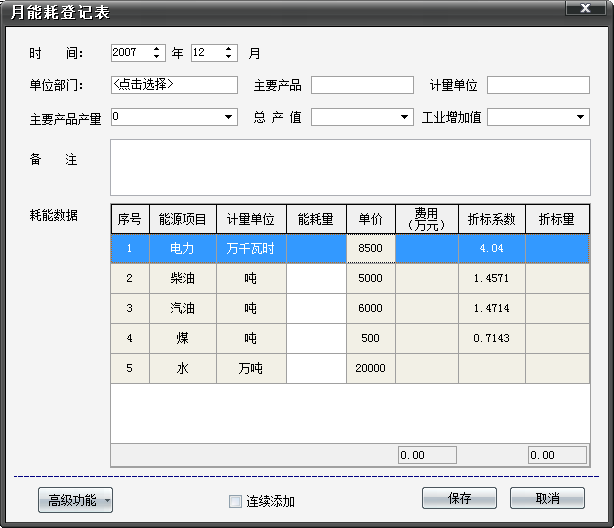 月能耗登记表
时 间: 2007 年 12 月
单位部门: <点击选择> 主要产品 计量单位
主要产品产量 0 总 产 值 工业增加值
备 注
耗能数据
序号 能源项目 计量单位 能耗量 单价 费用(万元) 折标系数 折标量
1 电力 万千瓦时 8500 4.04
2 柴油 吨 5000 1.4571
3 汽油 吨 6000 1.4714
4 煤 吨 500 0.7143
5 水 万吨 20000
0.00 0.00
高级功能 连续添加 保存 取消